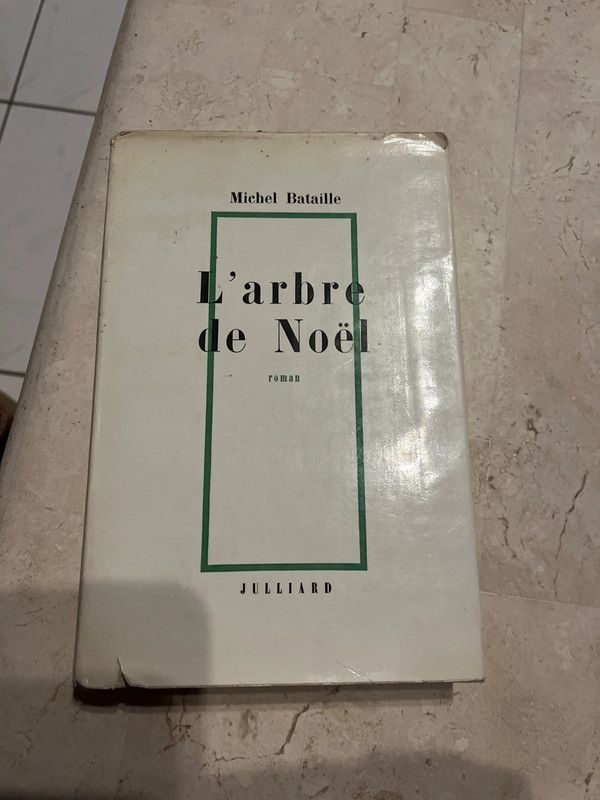 Michel Bataille
L'arbre
de Noël
roman
JULLIARD